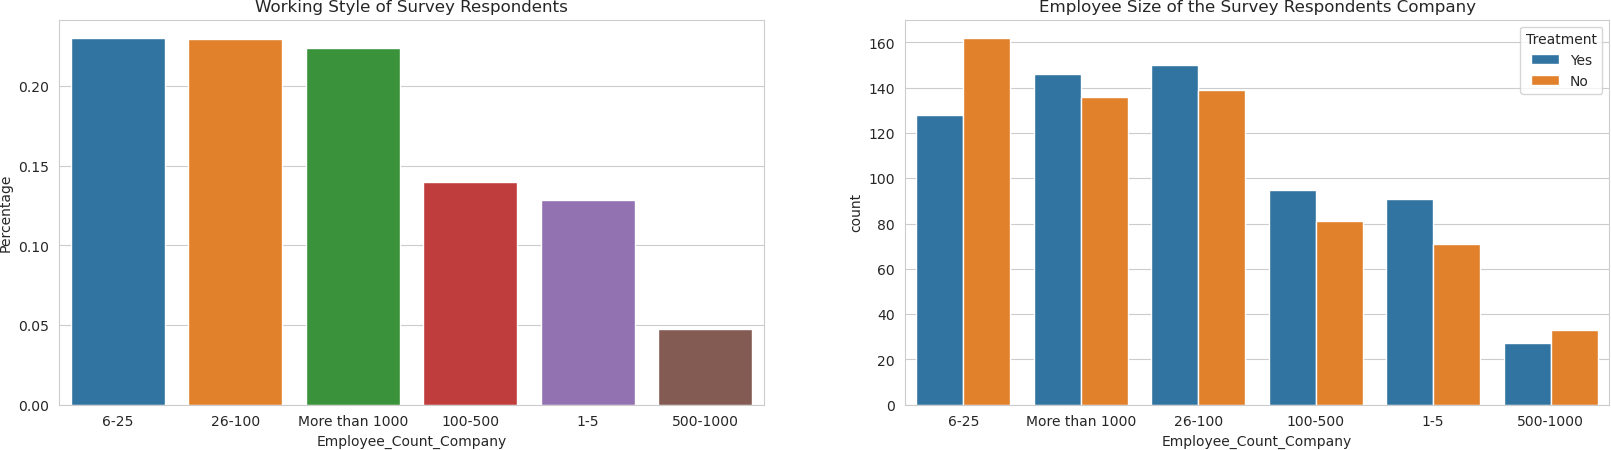 Working Style of Survey Respondents
Percentage
0.20
0.15
0.10
0.05
0.00
6-25 26-100 More than 1000 100-500 1-5 500-1000
Employee_Count_Company
Employee Size of the Survey Respondents Company
count
160
140
120
100
80
60
40
20
0
Treatment
Yes
No
6-25 More than 1000 26-100 100-500 1-5 500-1000
Employee_Count_Company